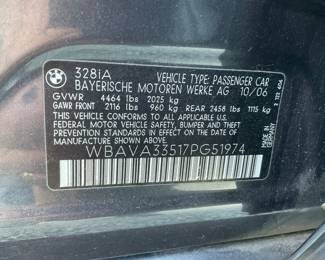 328iA VEHICLE TYPE: PASSENGER CAR
BAYERISCHE MOTOREN WERKE AG 10/06
GVWR 4464 lbs 2025 kg
GAWR FRONT 2116 lbs 960 kg REAR 2458 lbs 1115 kg
THIS VEHICLE CONFORMS TO ALL APPLICABLE U.S.
FEDERAL MOTOR VEHICLE SAFETY, BUMPER AND
THEFT PREVENTION STANDARDS IN EFFECT ON THE DATE
OF MANUFACTURE SHOWN ABOVE.
WBAVA33517PG51974
MADE IN
GERMANY